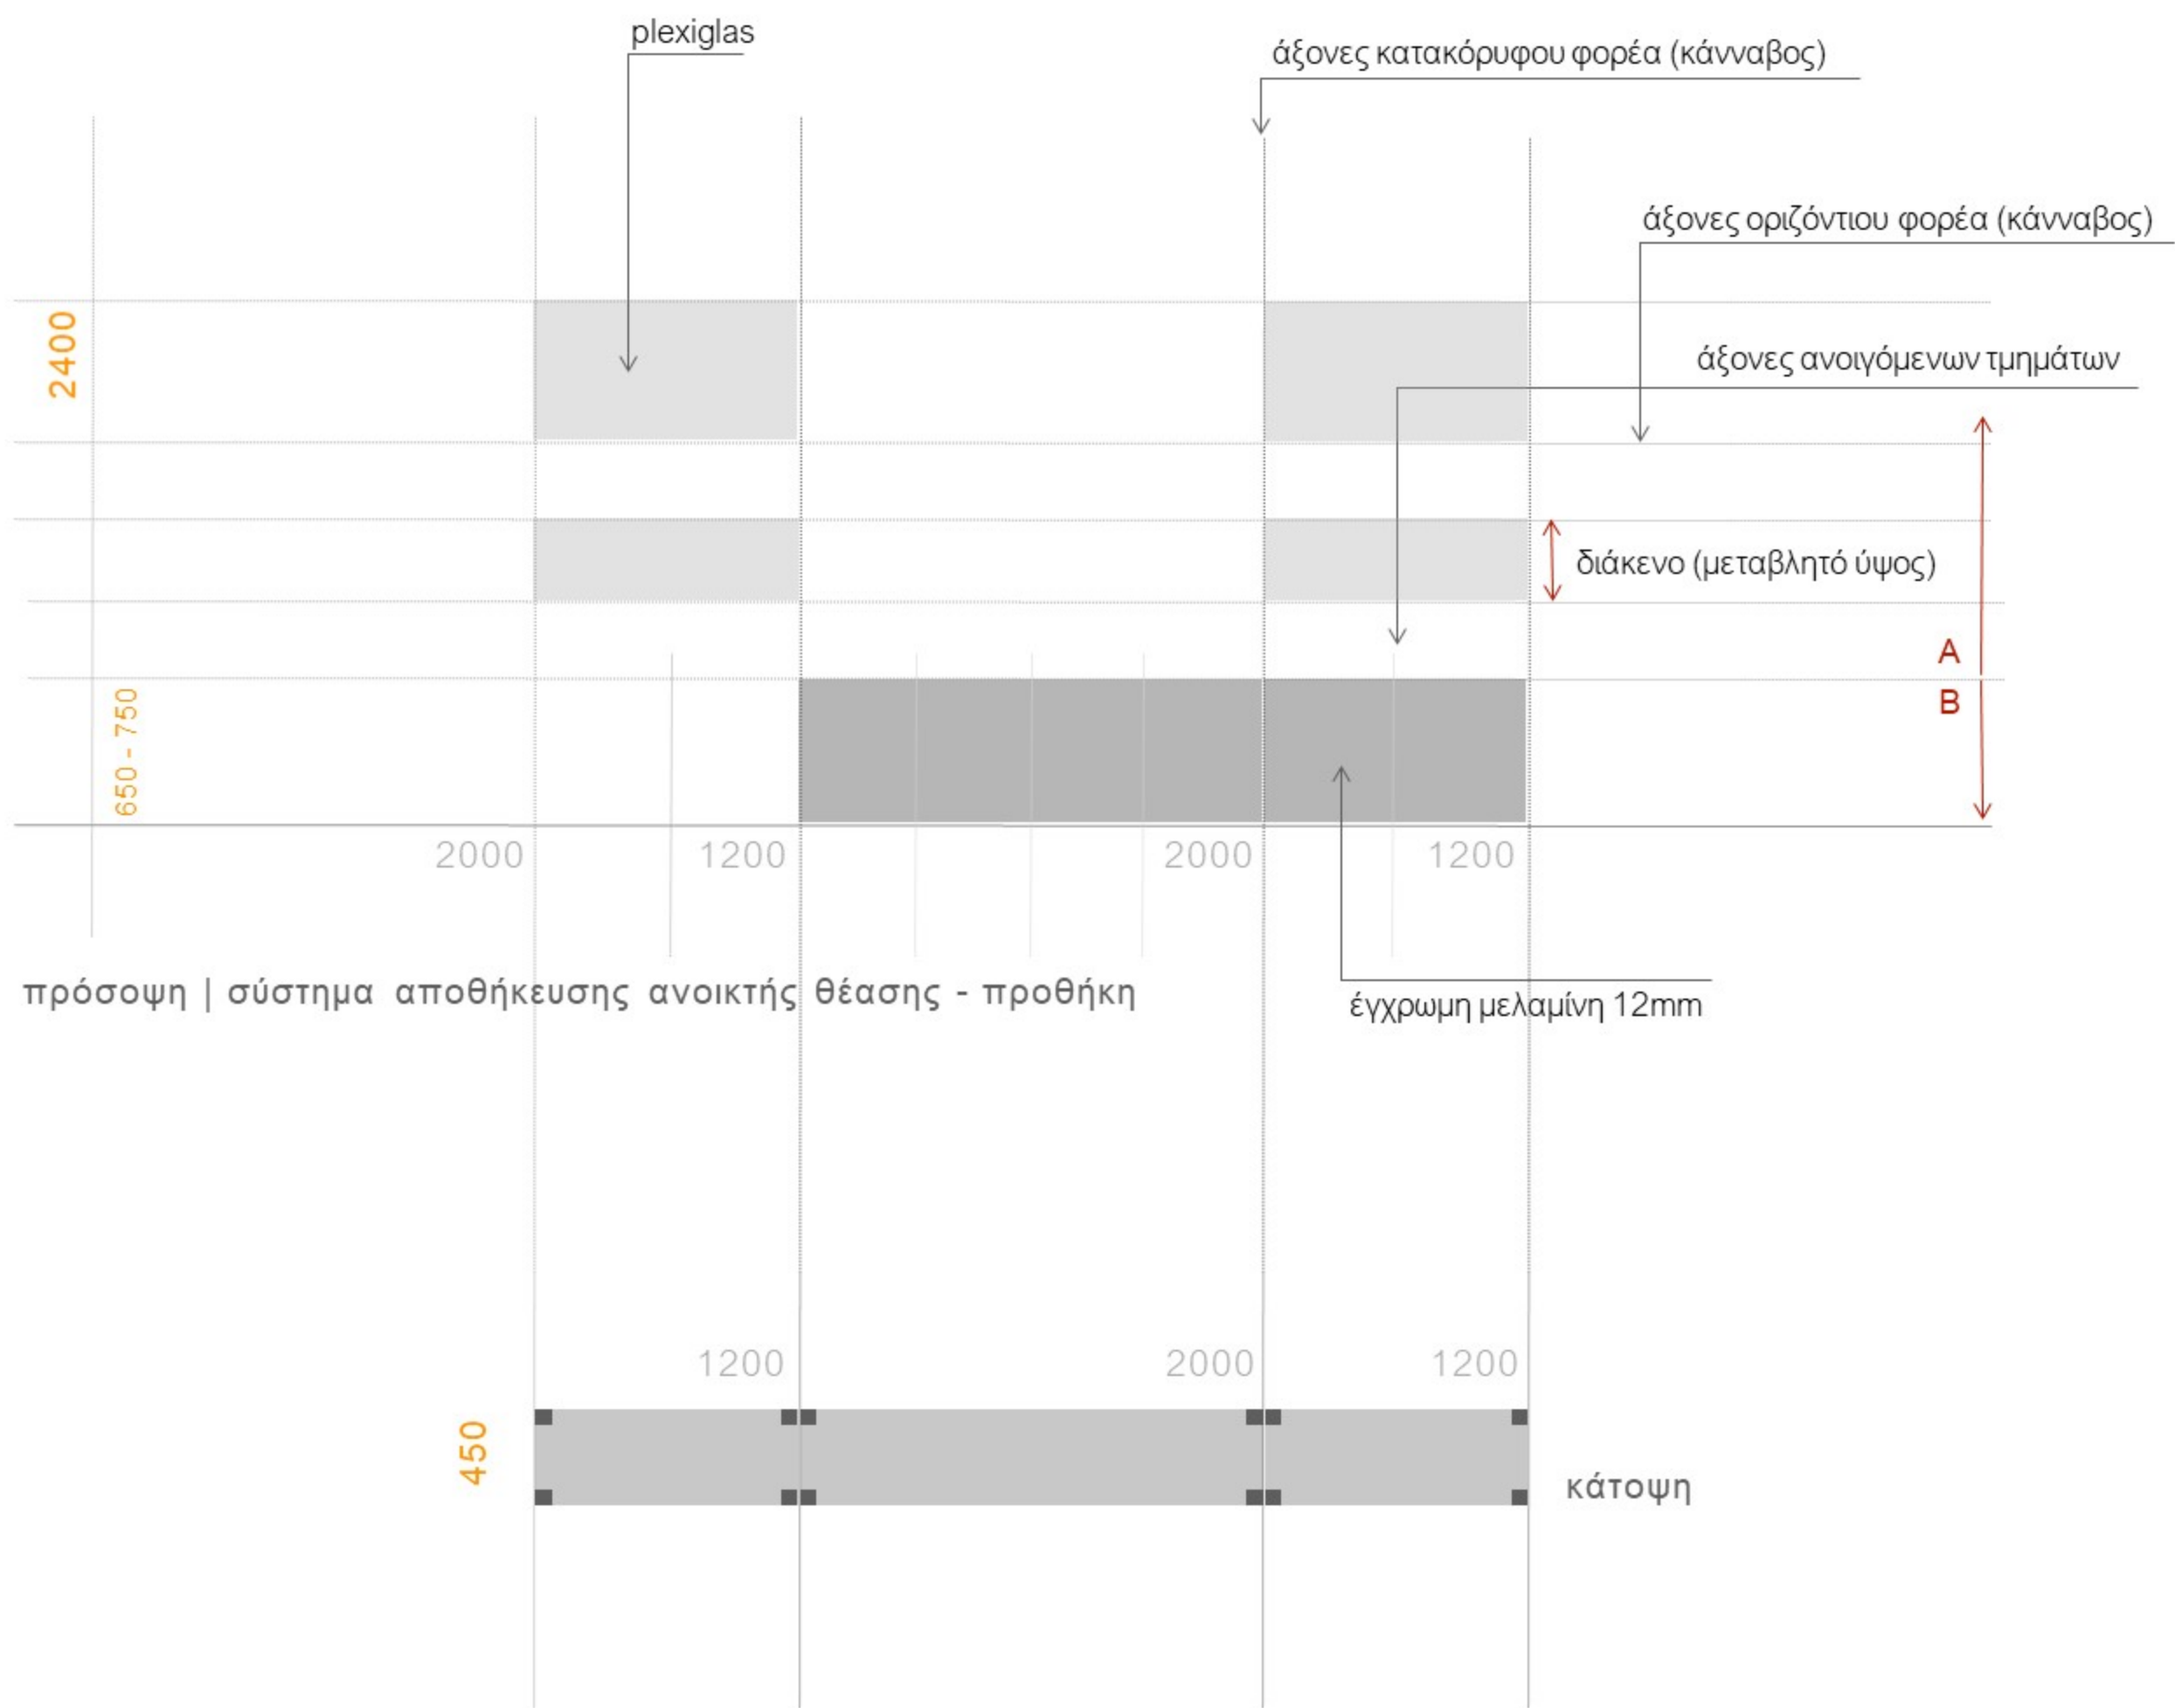 plexiglas
άξονες κατακόρυφου φορέα (κάνναβος)
άξονες οριζόντιου φορέα (κάνναβος)
2400
άξονες ανοιγόμενων τμημάτων
διάκενο (μεταβλητό ύψος)
A
B
650 - 750
2000
1200
2000
1200
πρόσοψη | σύστημα αποθήκευσης ανοικτής θέασης - προθήκη
έγχρωμη μελαμίνη 12mm
1200
2000
1200
450
κάτοψη